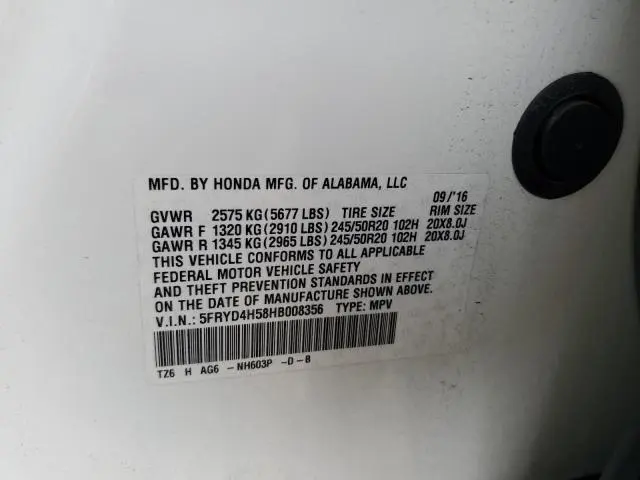 MFD. BY HONDA MFG. OF ALABAMA, LLC
09/'16
GVWR 2575 KG(5677 LBS) TIRE SIZE RIM SIZE
GAWR F 1320 KG(2910 LBS)245/50R20 102H 20X8.0J
GAWR R 1345 KG(2965 LBS)245/50R20 102H 20X8.0J
THIS VEHICLE CONFORMS TO ALL APPLICABLE
FEDERAL MOTOR VEHICLE SAFETY
AND THEFT PREVENTION STANDARDS IN EFFECT
ON THE DATE OF MANUFACTURE SHOWN ABOVE.
V.I.N.: 5FRYD4H58HB008356 TYPE: MPV
TZ6 H AG6 -NH603P -D-B